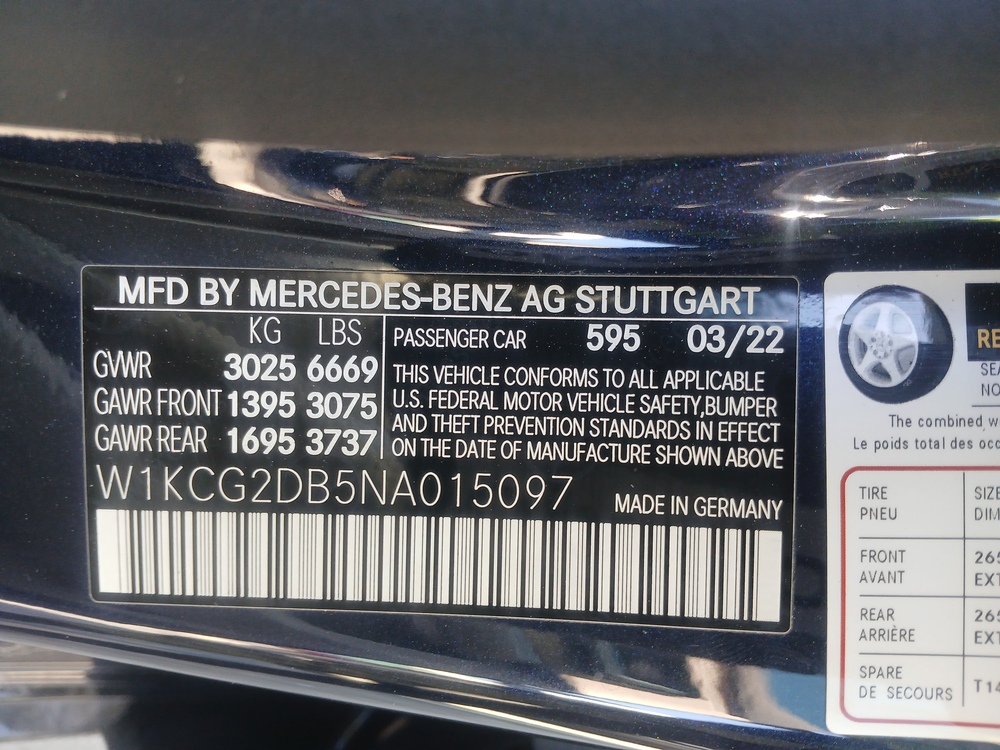 MFD BY MERCEDES-BENZ AG STUTTGART
KG LBS
GVWR 3025 6669
GAWR FRONT 1395 3075
GAWR REAR 1695 3737
PASSENGER CAR 595 03/22
THIS VEHICLE CONFORMS TO ALL APPLICABLE
U.S. FEDERAL MOTOR VEHICLE SAFETY,BUMPER
AND THEFT PREVENTION STANDARDS IN EFFECT
ON THE DATE OF MANUFACTURE SHOWN ABOVE
W1KCG2DB5NA015097
MADE IN GERMANY
The combined
Le poids total des
TIRE
PNEU
FRONT
AVANT
REAR
ARRIÈRE
SPARE
DE SECOURS